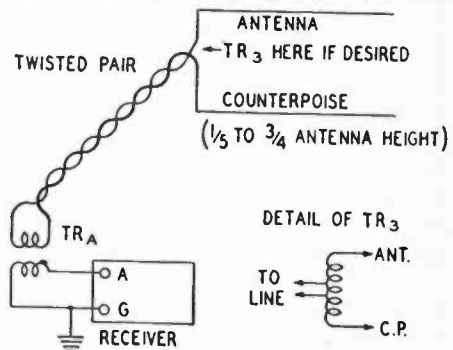 ANTENNA
TR3 HERE IF DESIRED
TWISTED PAIR
COUNTERPOISE
(1/5 TO 3/4 ANTENNA HEIGHT)
TRA
A
G
RECEIVER
DETAIL OF TR3
ANT.
TO
LINE
C.P.